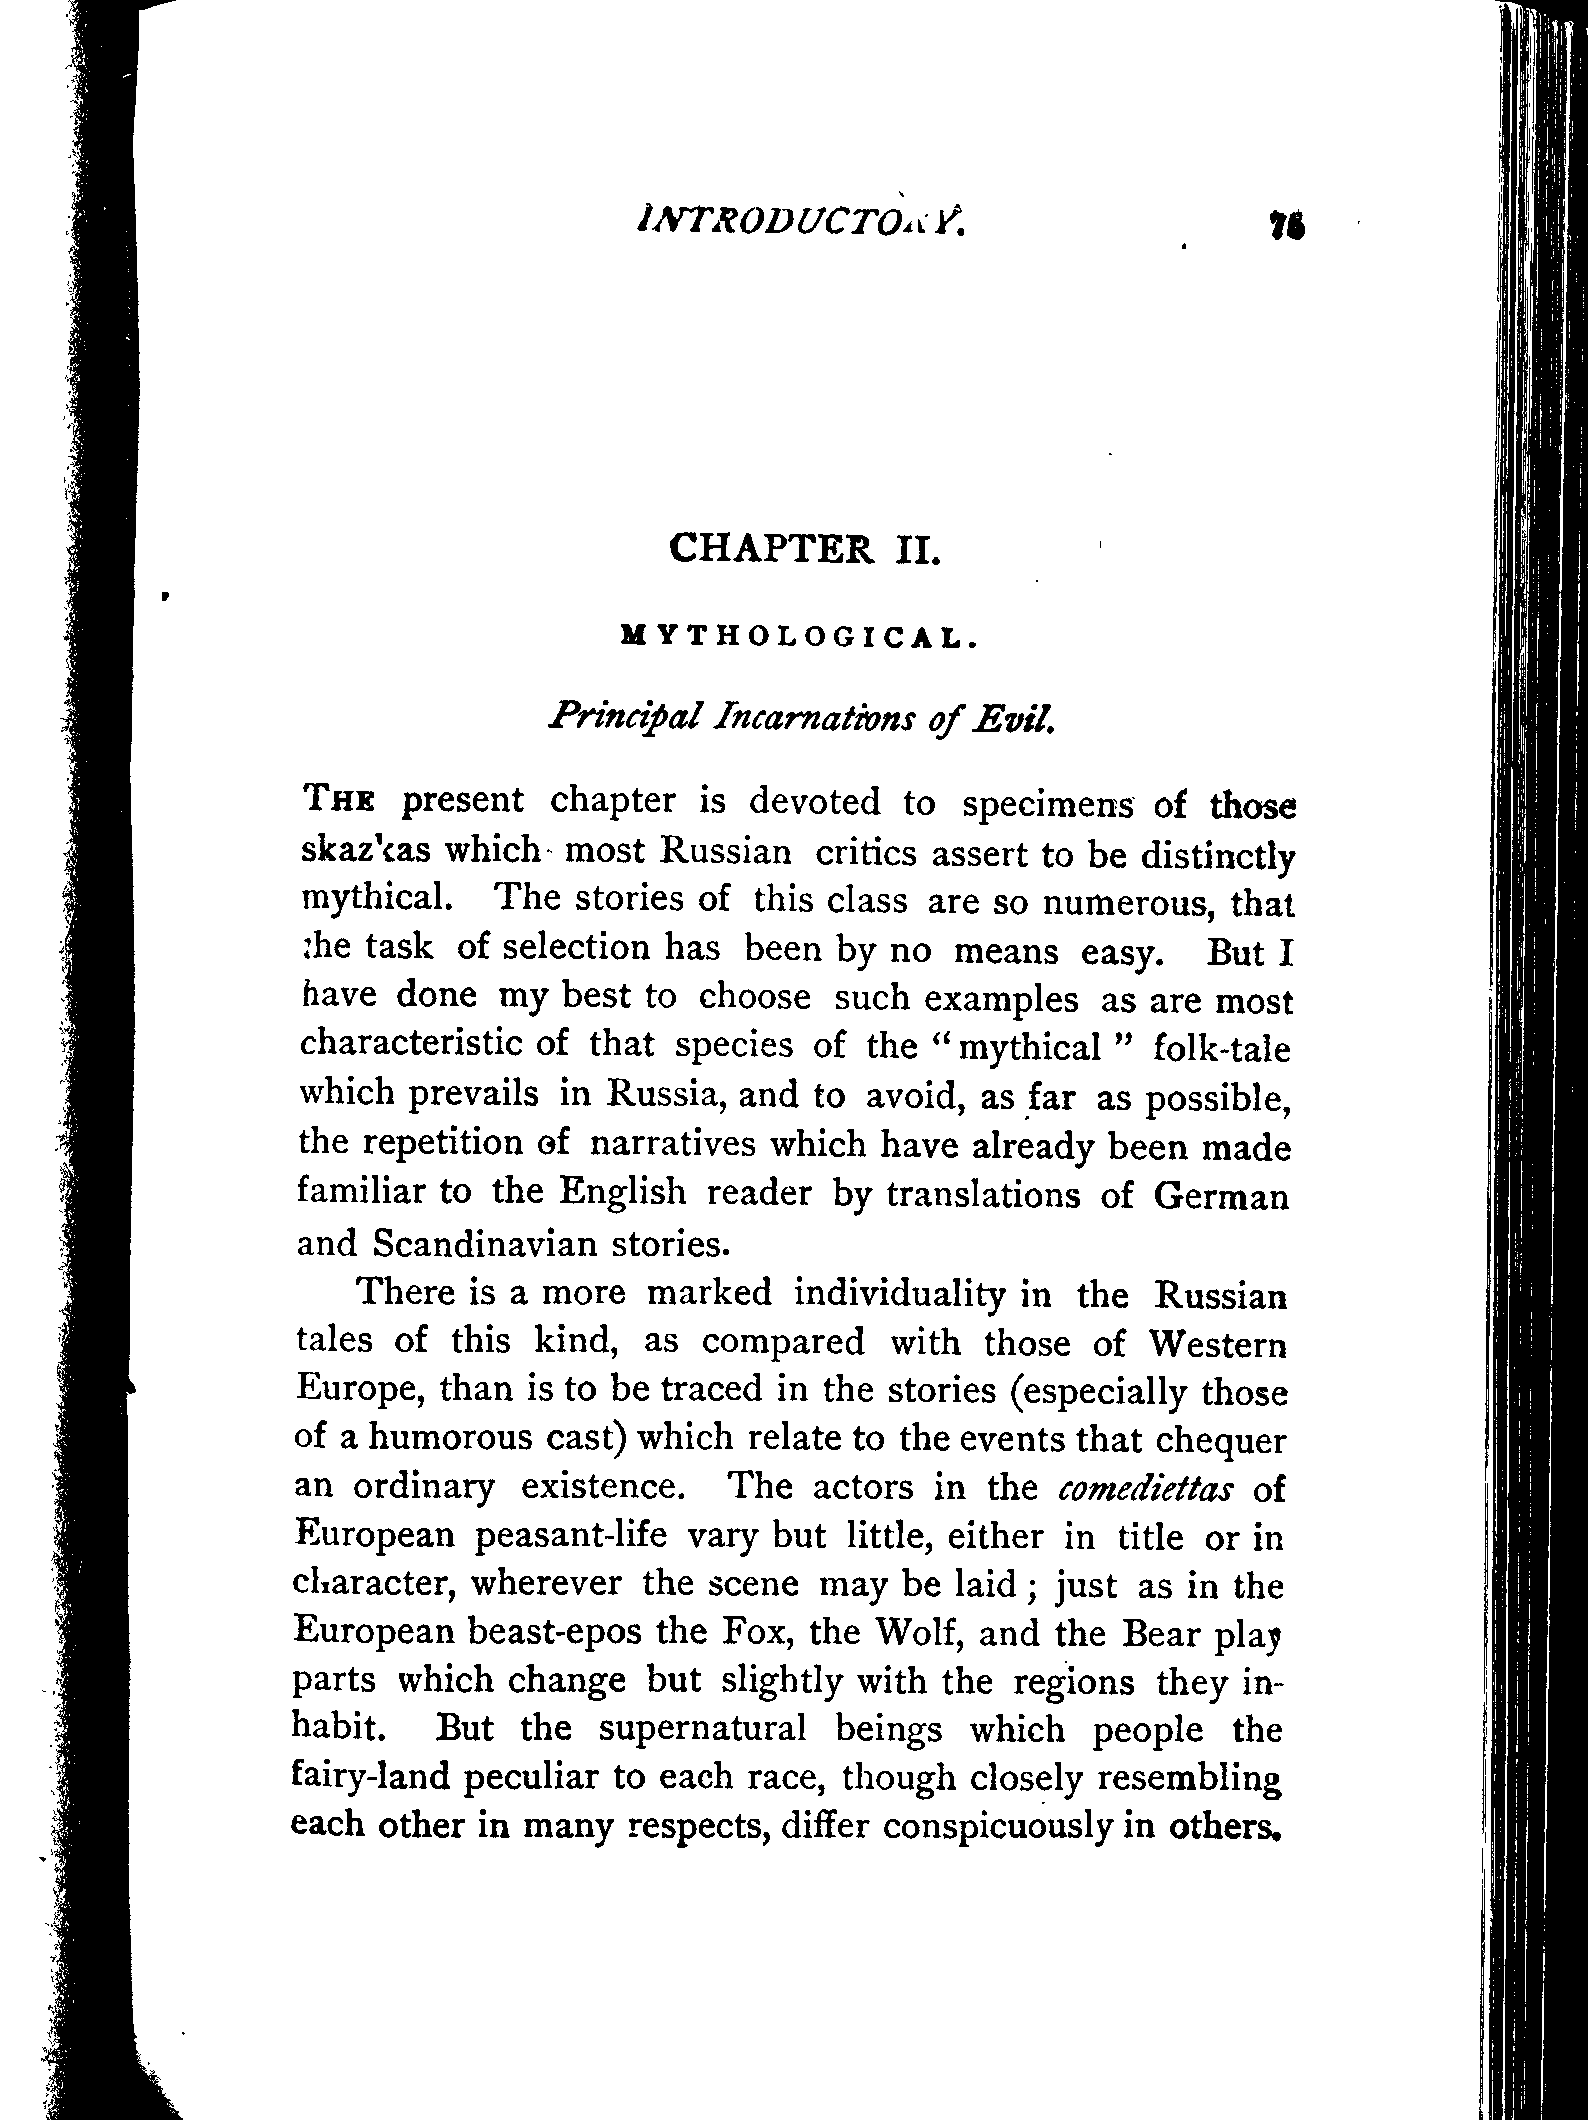 INTRODUCTORY. 75
CHAPTER II.
MYTHOLOGICAL.
Principal Incarnations of Evil.
THE present chapter is devoted to specimens of those
skazkas which most Russian critics assert to be distinctly
mythical. The stories of this class are so numerous, that
the task of selection has been by no means easy. But I
have done my best to choose such examples as are most
characteristic of that species of the “mythical” folk-tale
which prevails in Russia, and to avoid, as far as possible,
the repetition of narratives which have already been made
familiar to the English reader by translations of German
and Scandinavian stories.
There is a more marked individuality in the Russian
tales of this kind, as compared with those of Western
Europe, than is to be traced in the stories (especially those
of a humorous cast) which relate to the events that chequer
an ordinary existence. The actors in the comediettas of
European peasant-life vary but little, either in title or in
character, wherever the scene may be laid; just as in the
European beast-epos the Fox, the Wolf, and the Bear play
parts which change but slightly with the regions they in-
habit. But the supernatural beings which people the
fairy-land peculiar to each race, though closely resembling
each other in many respects, differ conspicuously in others.